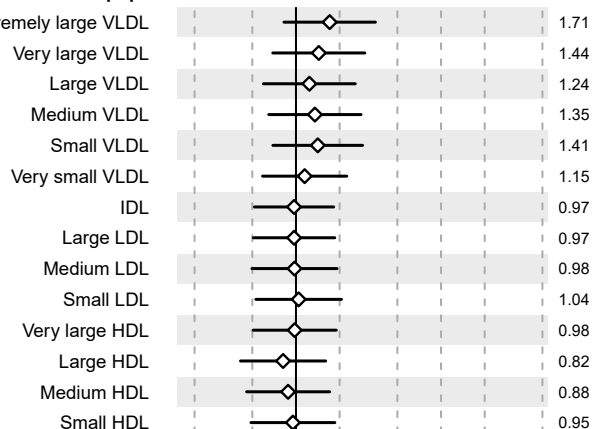 remely large VLDL 1.71
Very large VLDL 1.44
Large VLDL 1.24
Medium VLDL 1.35
Small VLDL 1.41
Very small VLDL 1.15
IDL 0.97
Large LDL 0.97
Medium LDL 0.98
Small LDL 1.04
Very large HDL 0.98
Large HDL 0.82
Medium HDL 0.88
Small HDL 0.95